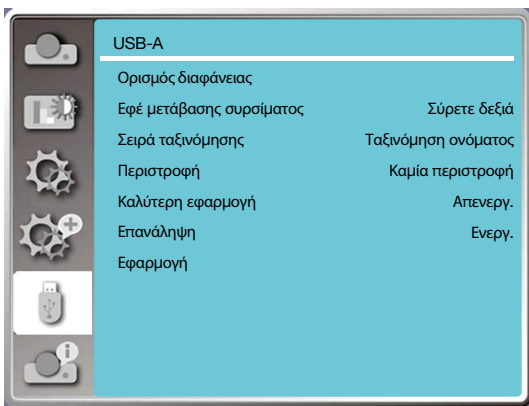 USB-A
Ορισμός διαφάνειας
Εφέ μετάβασης συρσίματος Σύρετε δεξιά
Σειρά ταξινόμησης Ταξινόμηση ονόματος
Περιστροφή Καμία περιστροφή
Καλύτερη εφαρμογή Απενεργ.
Επανάληψη Ενεργ.
Εφαρμογή